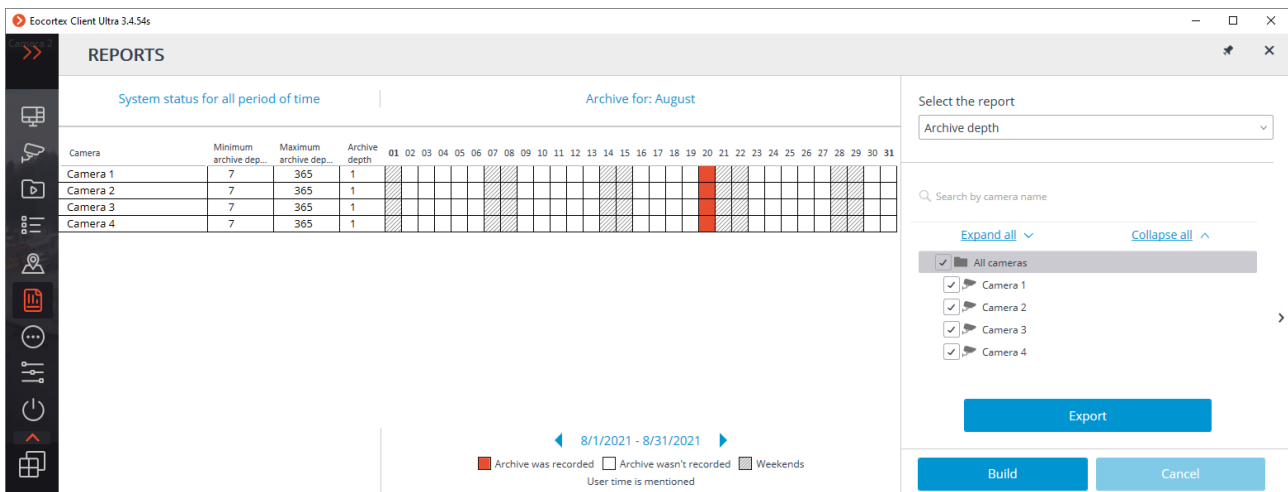 Eocortex Client Ultra 3.4.54s
Camera 2
REPORTS
System status for all period of time
Archive for: August
Camera Minimum archive dep... Maximum archive dep... Archive depth 01 02 03 04 05 06 07 08 09 10 11 12 13 14 15 16 17 18 19 20 21 22 23 24 25 26 27 28 29 30 31
Camera 1 7 365 1
Camera 2 7 365 1
Camera 3 7 365 1
Camera 4 7 365 1
8/1/2021 - 8/31/2021
Archive was recorded Archive wasn't recorded Weekends
User time is mentioned
Select the report
Archive depth
Search by camera name
Expand all Collapse all
All cameras
Camera 1
Camera 2
Camera 3
Camera 4
Export
Build Cancel